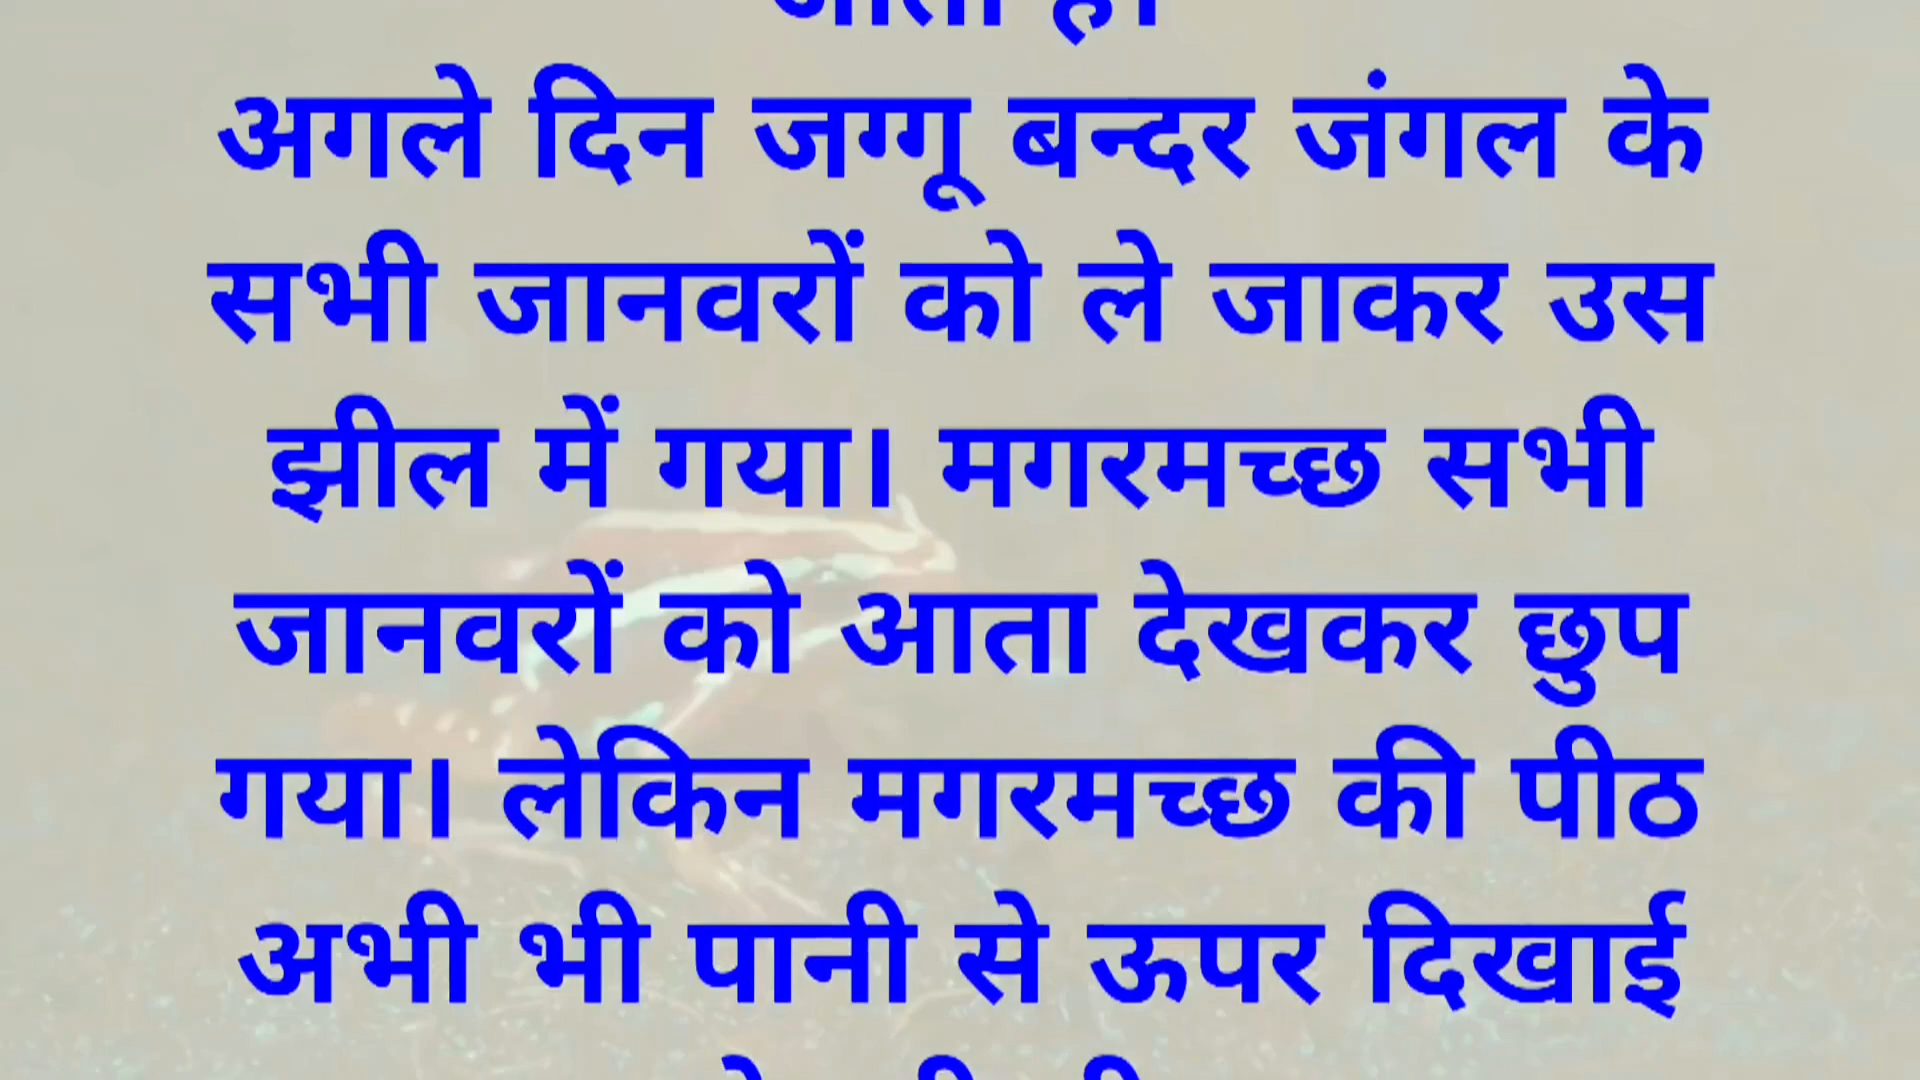 अगले दिन जग्गू बन्दर जंगल के
सभी जानवरों को ले जाकर उस
झील में गया। मगरमच्छ सभी
जानवरों को आता देखकर छुप
गया। लेकिन मगरमच्छ की पीठ
अभी भी पानी से ऊपर दिखाई